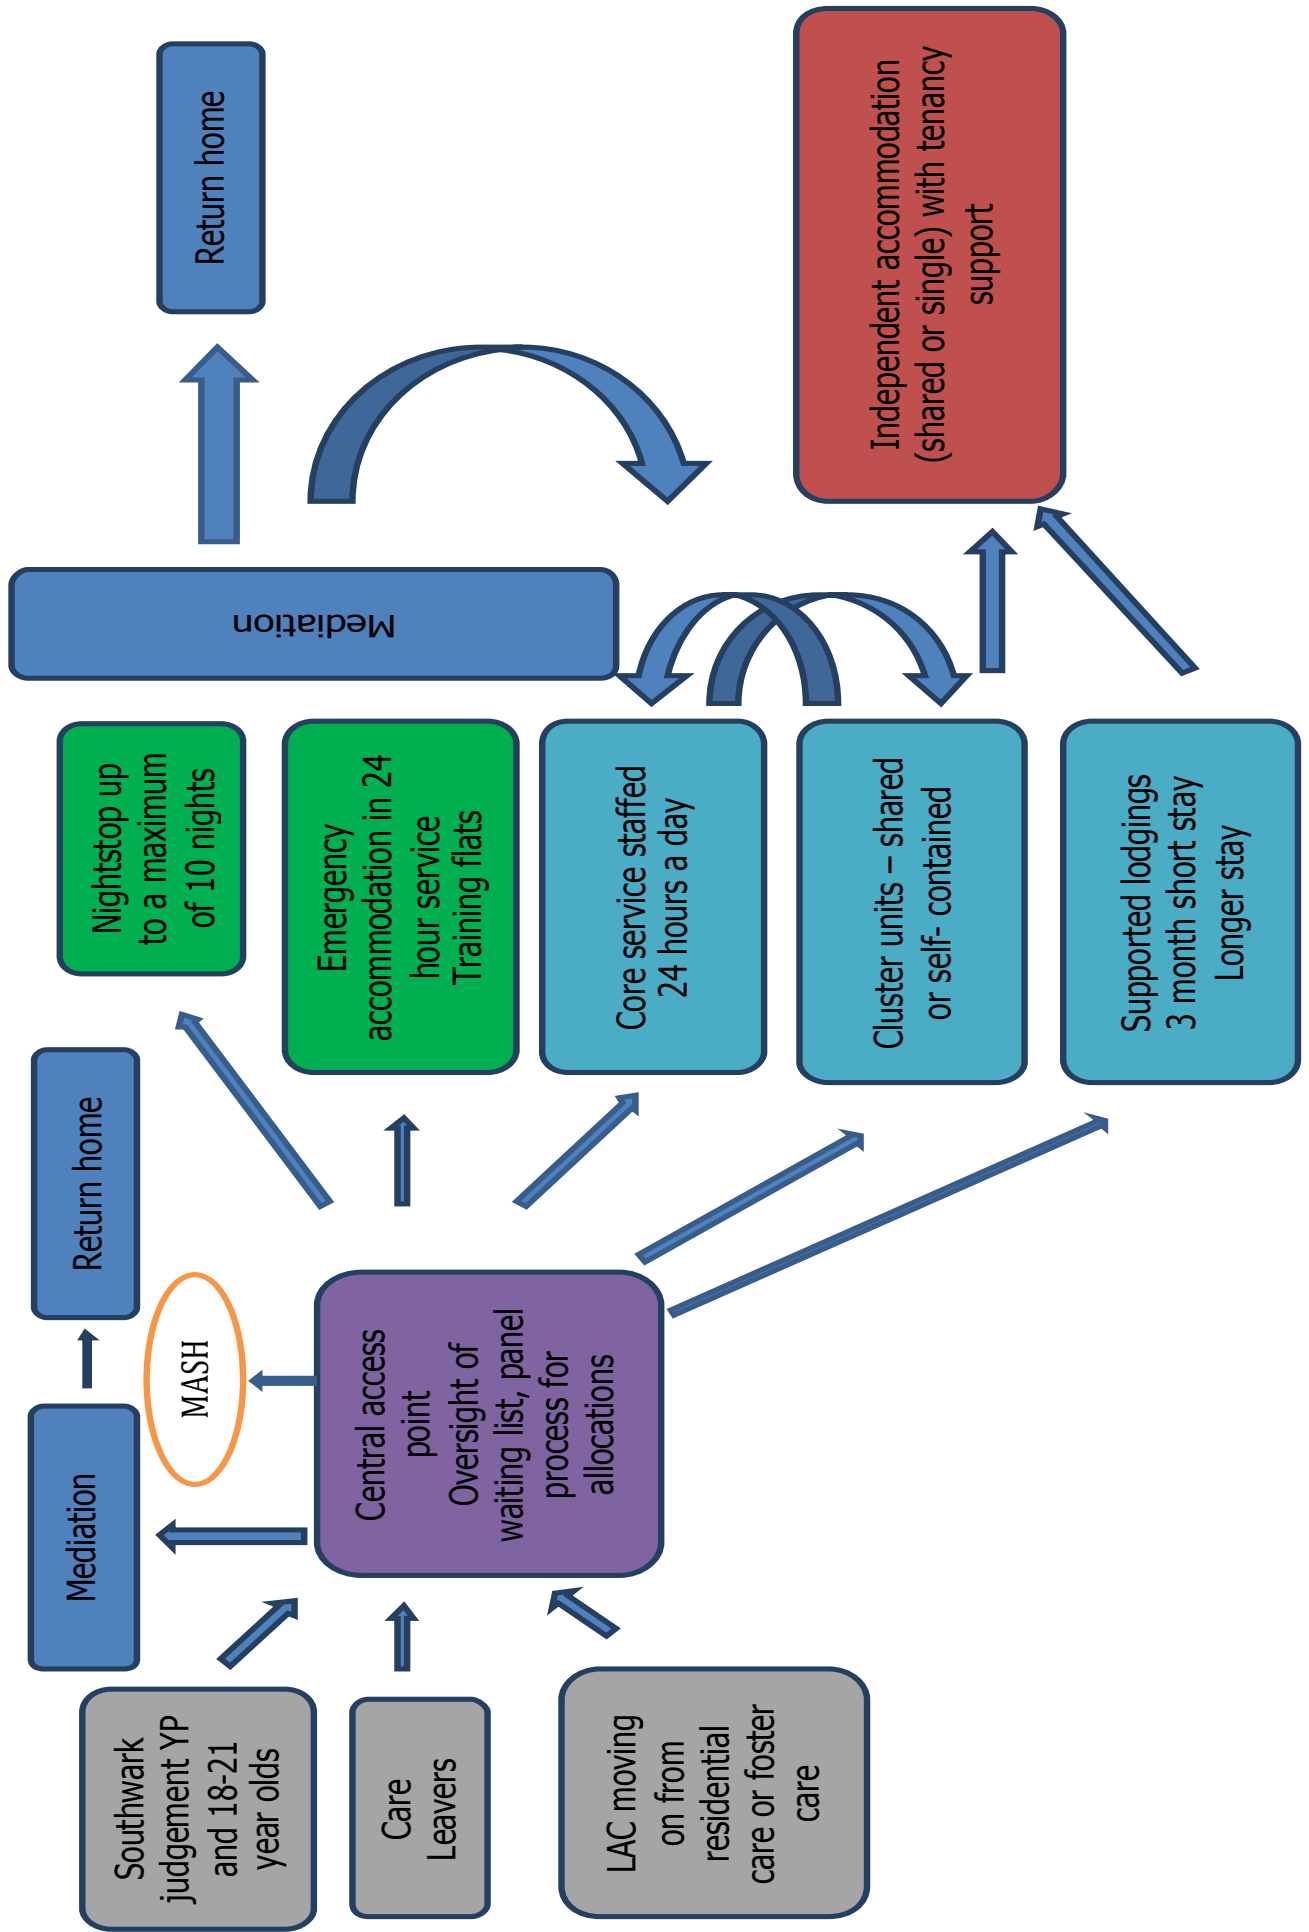 Southwark
judgement YP
and 18-21
year olds
Care
Leavers
LAC moving
on from
residential
care or foster
care
Mediation
Return home
MASH
Central access
point
Oversight of
waiting list, panel
process for
allocations
Nightstop up
to a maximum
of 10 nights
Emergency
accommodation in 24
hour service
Training flats
Core service staffed
24 hours a day
Cluster units – shared
or self- contained
Supported lodgings
3 month short stay
Longer stay
Mediation
Return home
Independent accommodation
(shared or single) with tenancy
support